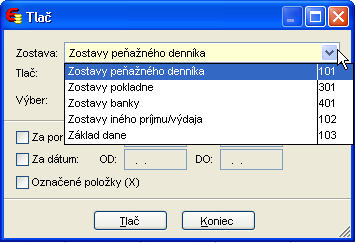 Tlač
Zostava: Zostavy peňažného denníka
Tlač: Zostavy peňažného denníka 101
Zostavy pokladne 301
Výber: Zostavy banky 401
Zostavy iného príjmu/výdaja 102
Základ dane 103
Za por
Za dátum: OD: . . DO: . .
Označené položky (X)
Tlač Koniec